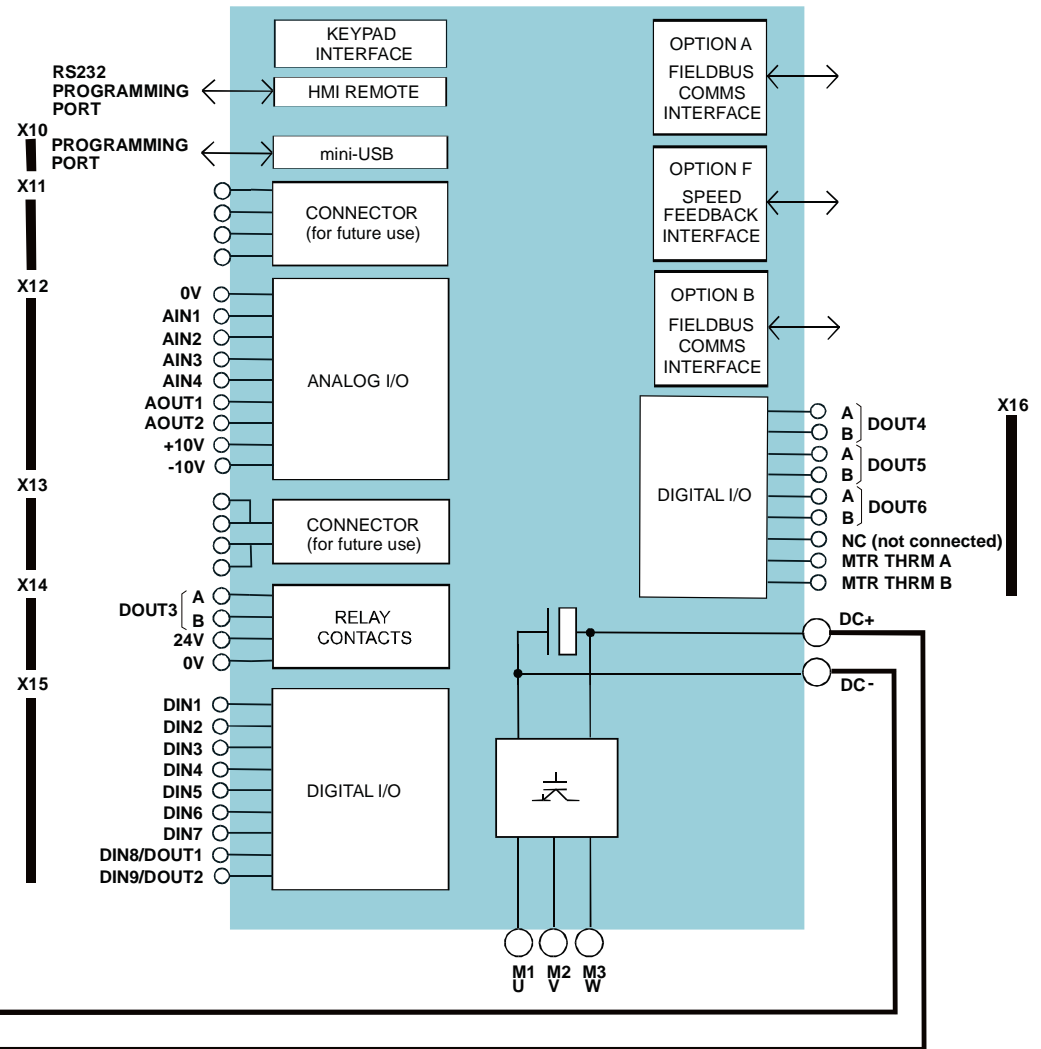 KEYPAD
INTERFACE
RS232
PROGRAMMING
PORT
HMI REMOTE
X10
PROGRAMMING
PORT
mini-USB
X11
CONNECTOR
(for future use)
X12
0V
AIN1
AIN2
AIN3
AIN4
AOUT1
AOUT2
+10V
-10V
ANALOG I/O
X13
CONNECTOR
(for future use)
X14
DOUT3
A
B
24V
0V
RELAY
CONTACTS
X15
DIN1
DIN2
DIN3
DIN4
DIN5
DIN6
DIN7
DIN8/DOUT1
DIN9/DOUT2
DIGITAL I/O
OPTION A
FIELDBUS
COMMS
INTERFACE
OPTION F
SPEED
FEEDBACK
INTERFACE
OPTION B
FIELDBUS
COMMS
INTERFACE
X16
DIGITAL I/O
A
B
DOUT4
A
B
DOUT5
A
B
DOUT6
NC (not connected)
MTR THRM A
MTR THRM B
DC+
DC-
M1 M2 M3
U V W